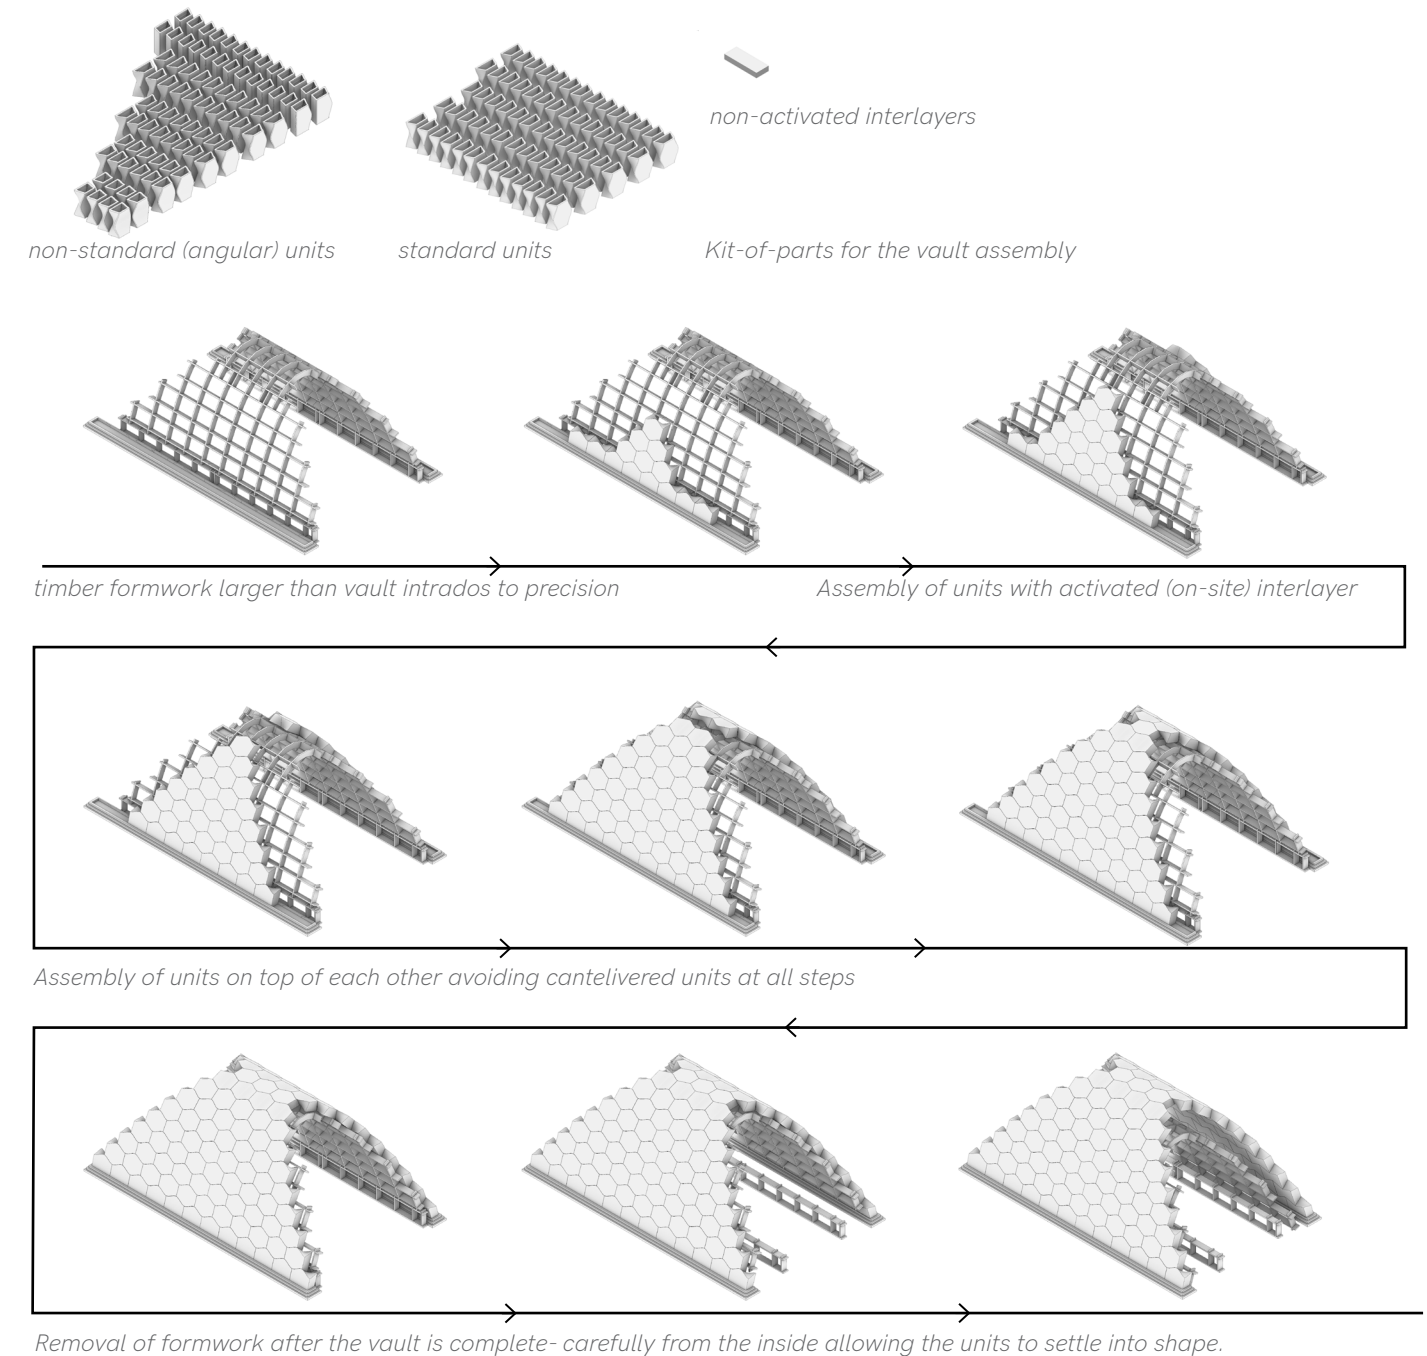 non-activated interlayers
non-standard (angular) units
standard units
Kit-of-parts for the vault assembly
timber formwork larger than vault intrados to precision
Assembly of units with activated (on-site) interlayer
Assembly of units on top of each other avoiding cantelivered units at all steps
Removal of formwork after the vault is complete- carefully from the inside allowing the units to settle into shape.